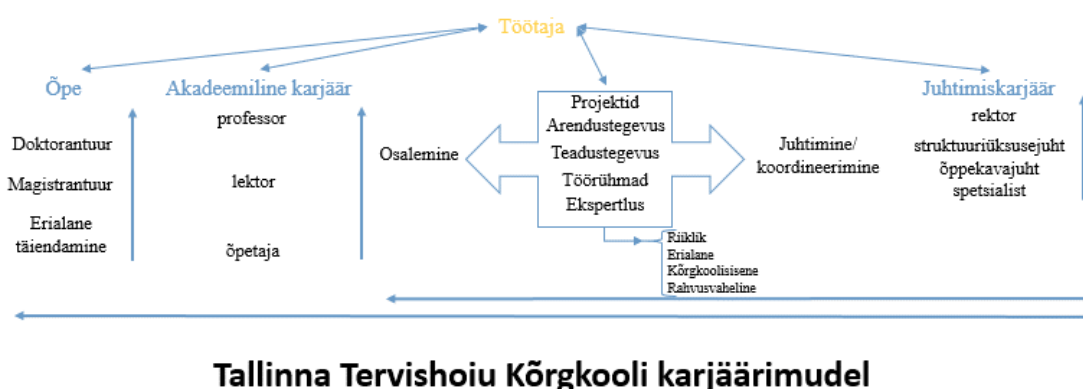 Töötaja
Õpe
Doktorantuur
Magistrantuur
Erialane
täiendamine
Akadeemiline karjäär
professor
lektor
õpetaja
Osalemine
Projektid
Arendustegevus
Teadustegevus
Töörühmad
Ekspertlus
Juhtimine/
koordineerimine
Riiklik
Erialane
Kõrgkoolisisene
Rahvusvaheline
Juhtimiskarjäär
rektor
struktuuriüksusejuht
õppekavajuht
spetsialist
Tallinna Tervishoiu Kõrgkooli karjäärimudel